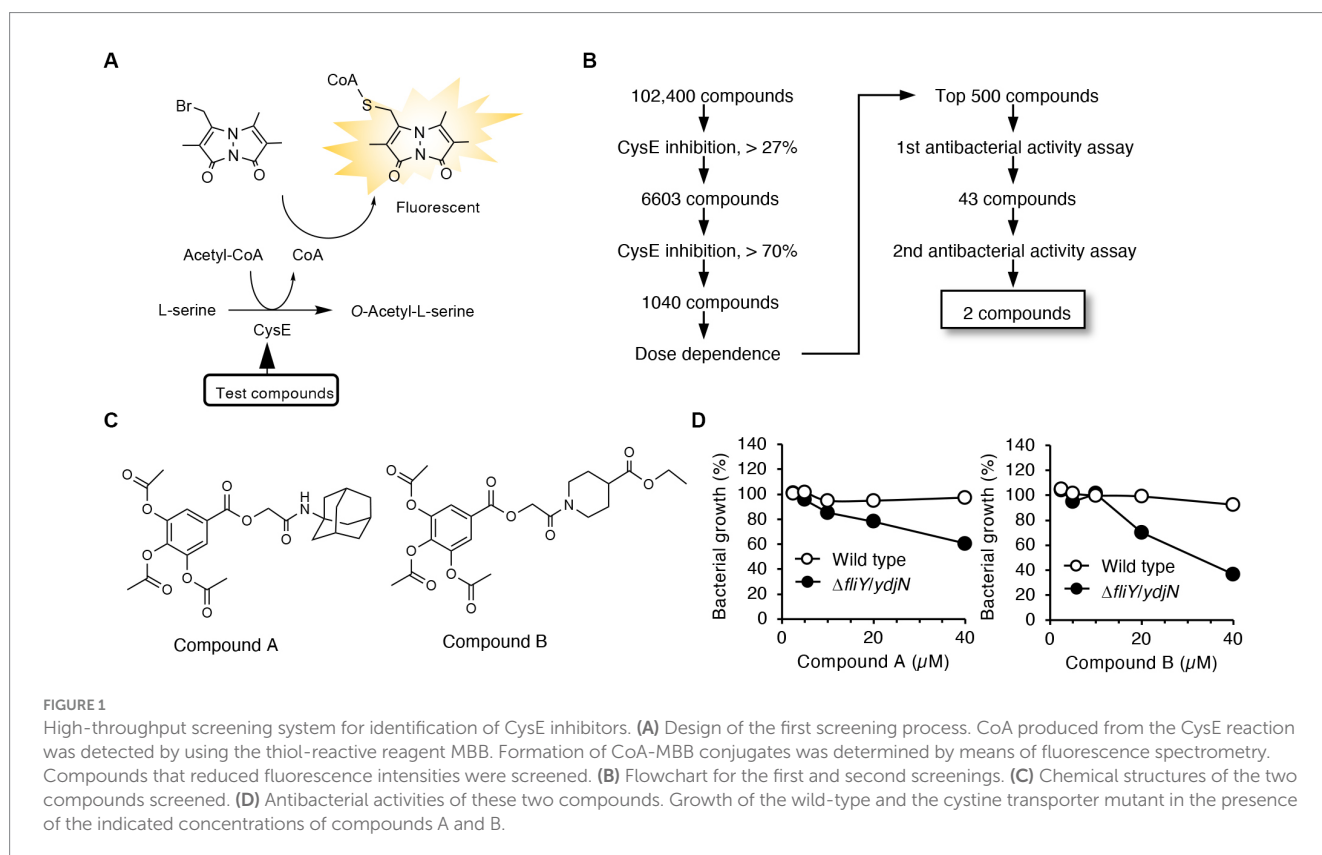 A
Br
N
N
O
O
CoA
S
N
N
O
O
Fluorescent
Acetyl-CoA
CoA
L-serine
O-Acetyl-L-serine
CysE
Test compounds
B
102,400 compounds
CysE inhibition, > 27%
6603 compounds
CysE inhibition, > 70%
1040 compounds
Dose dependence
Top 500 compounds
1st antibacterial activity assay
43 compounds
2nd antibacterial activity assay
2 compounds
C
O
O
O
O
O
O
O
O
O
H
N
Compound A
O
O
O
O
O
O
O
O
O
N
O
O
Compound B
D
Bacterial growth (%)
140
120
100
80
60
40
20
0
Wild type
ΔfliY/ydjN
0
20
40
Compound A (μM)
Bacterial growth (%)
140
120
100
80
60
40
20
0
Wild type
ΔfliY/ydjN
0
20
40
Compound B (μM)
FIGURE 1
High-throughput screening system for identification of CysE inhibitors. (A) Design of the first screening process. CoA produced from the CysE reaction
was detected by using the thiol-reactive reagent MBB. Formation of CoA-MBB conjugates was determined by means of fluorescence spectrometry.
Compounds that reduced fluorescence intensities were screened. (B) Flowchart for the first and second screenings. (C) Chemical structures of the two
compounds screened. (D) Antibacterial activities of these two compounds. Growth of the wild-type and the cystine transporter mutant in the presence
of the indicated concentrations of compounds A and B.